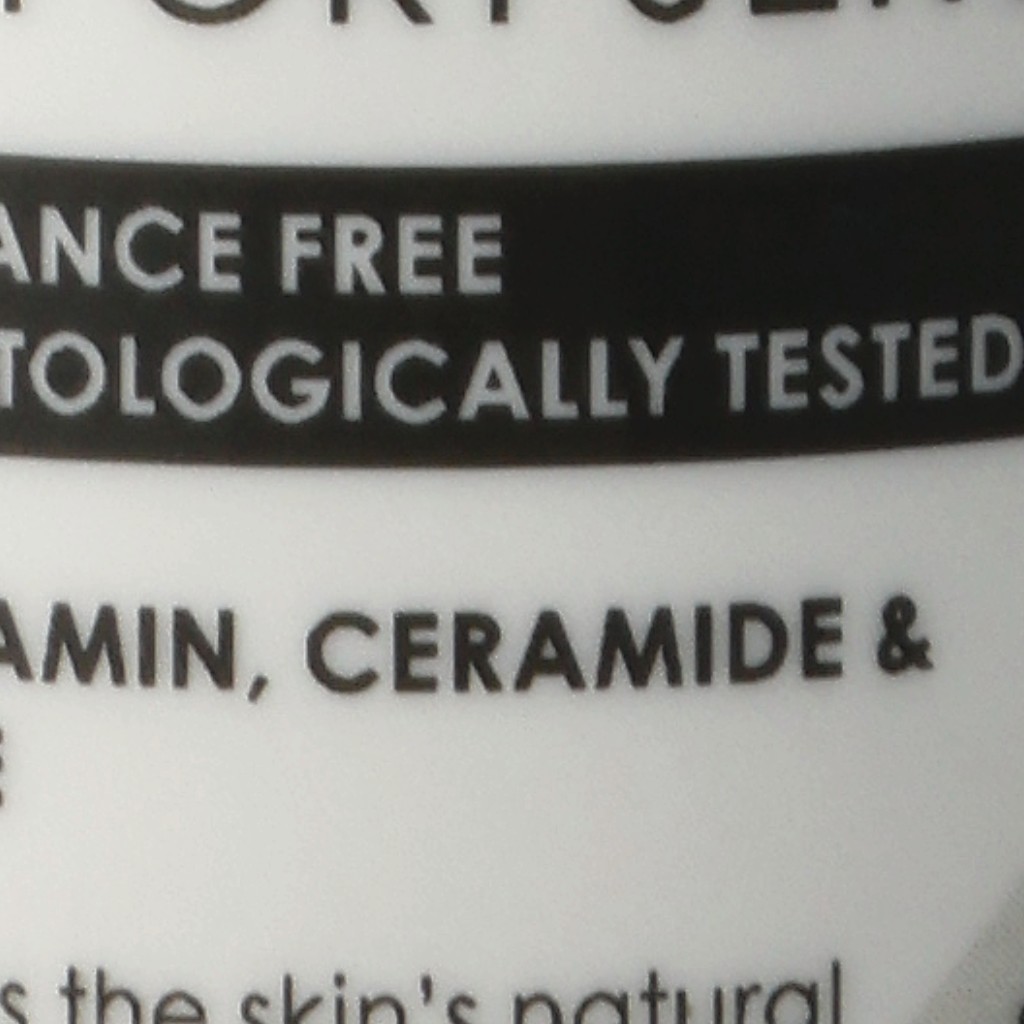 ANCE FREE
TOLOGICALLY TESTED
AMIN, CERAMIDE &
s the skin's natural